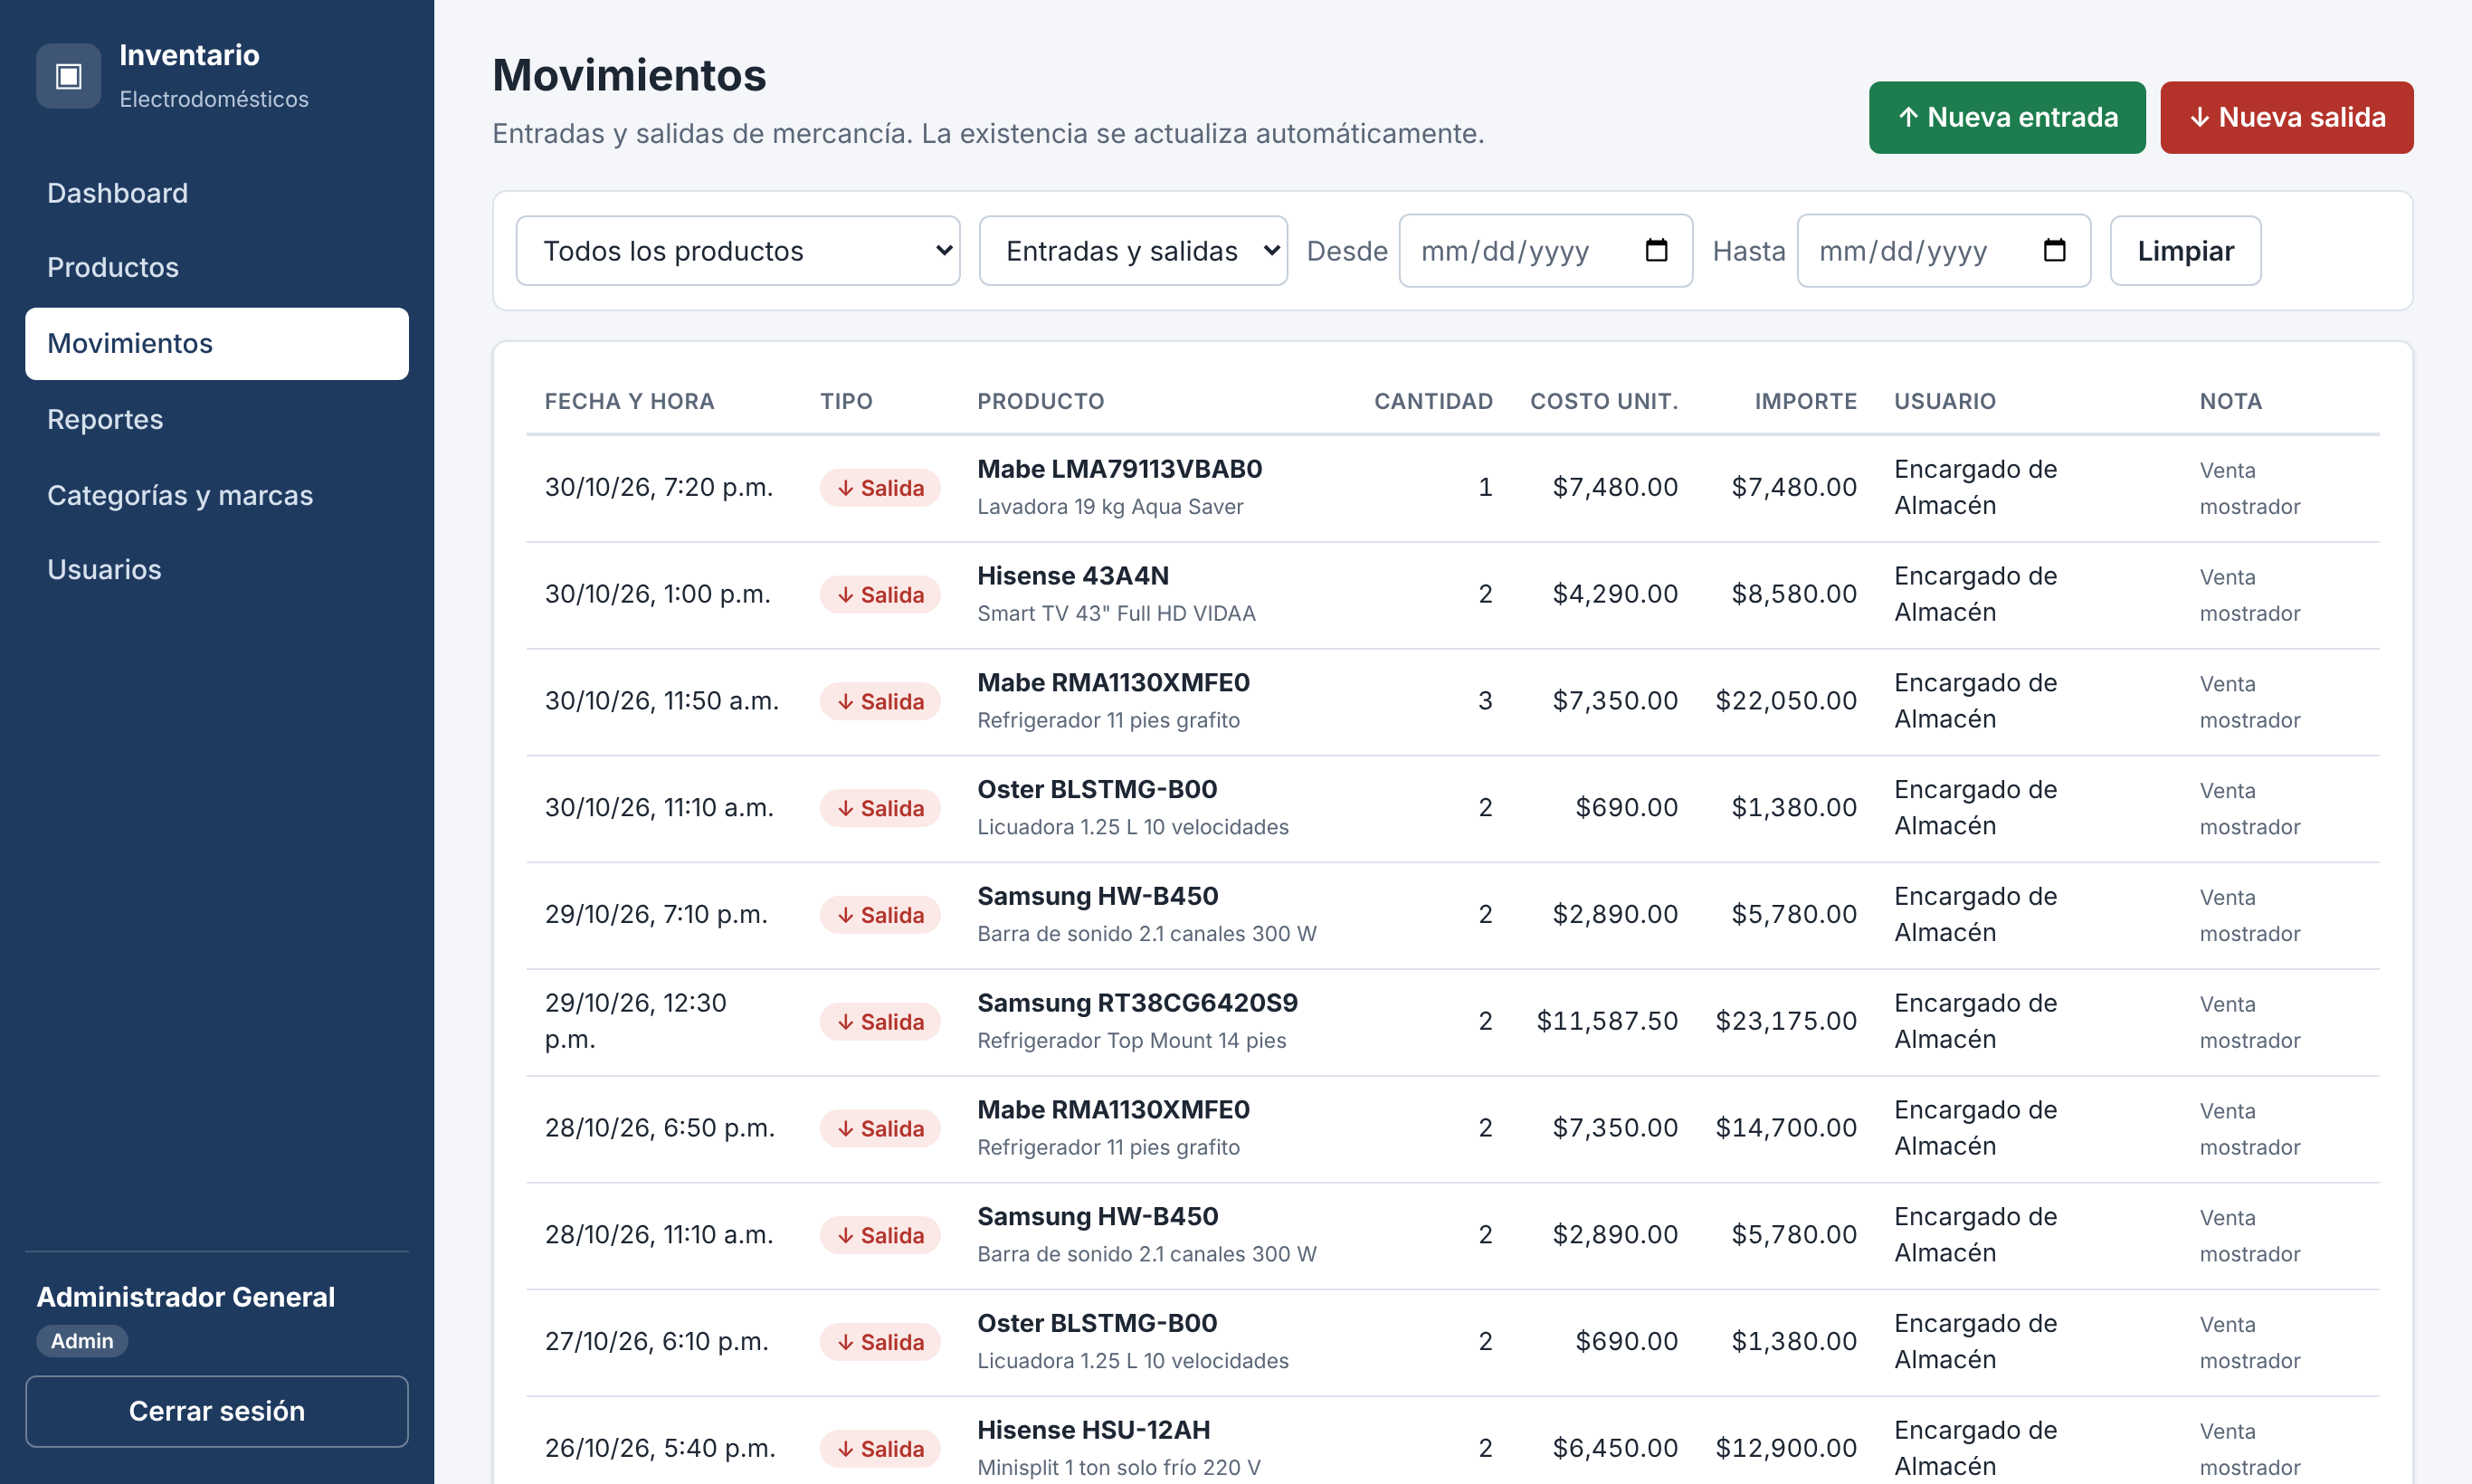 Inventario
Electrodomésticos
Dashboard
Productos
Movimientos
Reportes
Categorías y marcas
Usuarios
Administrador General
Admin
Cerrar sesión
Movimientos
Entradas y salidas de mercancía. La existencia se actualiza automáticamente.
↑ Nueva entrada
↓ Nueva salida
Todos los productos
Entradas y salidas
Desde mm/dd/yyyy
Hasta mm/dd/yyyy
Limpiar
FECHA Y HORA TIPO PRODUCTO CANTIDAD COSTO UNIT. IMPORTE USUARIO NOTA
30/10/26, 7:20 p.m. ↓ Salida Mabe LMA79113VBAB0 1 $7,480.00 $7,480.00 Encargado de Venta
Lavadora 19 kg Aqua Saver Almacén mostrador
30/10/26, 1:00 p.m. ↓ Salida Hisense 43A4N 2 $4,290.00 $8,580.00 Encargado de Venta
Smart TV 43" Full HD VIDAA Almacén mostrador
30/10/26, 11:50 a.m. ↓ Salida Mabe RMA1130XMFE0 3 $7,350.00 $22,050.00 Encargado de Venta
Refrigerador 11 pies grafito Almacén mostrador
30/10/26, 11:10 a.m. ↓ Salida Oster BLSTMG-B00 2 $690.00 $1,380.00 Encargado de Venta
Licuadora 1.25 L 10 velocidades Almacén mostrador
29/10/26, 7:10 p.m. ↓ Salida Samsung HW-B450 2 $2,890.00 $5,780.00 Encargado de Venta
Barra de sonido 2.1 canales 300 W Almacén mostrador
29/10/26, 12:30 ↓ Salida Samsung RT38CG6420S9 2 $11,587.50 $23,175.00 Encargado de Venta
p.m. Refrigerador Top Mount 14 pies Almacén mostrador
28/10/26, 6:50 p.m. ↓ Salida Mabe RMA1130XMFE0 2 $7,350.00 $14,700.00 Encargado de Venta
Refrigerador 11 pies grafito Almacén mostrador
28/10/26, 11:10 a.m. ↓ Salida Samsung HW-B450 2 $2,890.00 $5,780.00 Encargado de Venta
Barra de sonido 2.1 canales 300 W Almacén mostrador
27/10/26, 6:10 p.m. ↓ Salida Oster BLSTMG-B00 2 $690.00 $1,380.00 Encargado de Venta
Licuadora 1.25 L 10 velocidades Almacén mostrador
26/10/26, 5:40 p.m. ↓ Salida Hisense HSU-12AH 2 $6,450.00 $12,900.00 Encargado de Venta
Minisplit 1 ton solo frío 220 V Almacén mostrador